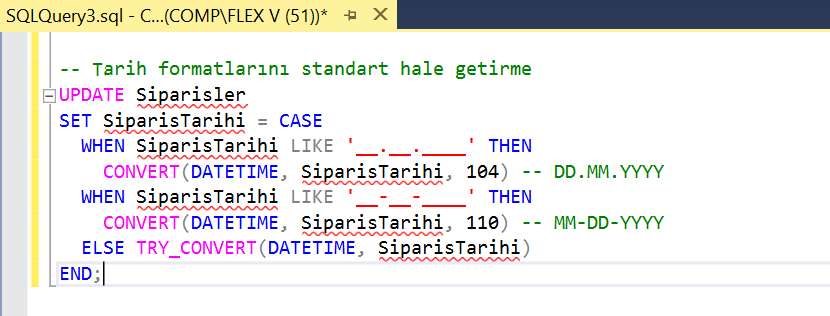 SQLQuery3.sql - C...(COMP\FLEX V (51))*
-- Tarih formatlarını standart hale getirme
UPDATE Siparisler
SET SiparisTarihi = CASE
WHEN SiparisTarihi LIKE '__.__.____' THEN
CONVERT(DATETIME, SiparisTarihi, 104) -- DD.MM.YYYY
WHEN SiparisTarihi LIKE '__-__-____' THEN
CONVERT(DATETIME, SiparisTarihi, 110) -- MM-DD-YYYY
ELSE TRY_CONVERT(DATETIME, SiparisTarihi)
END;